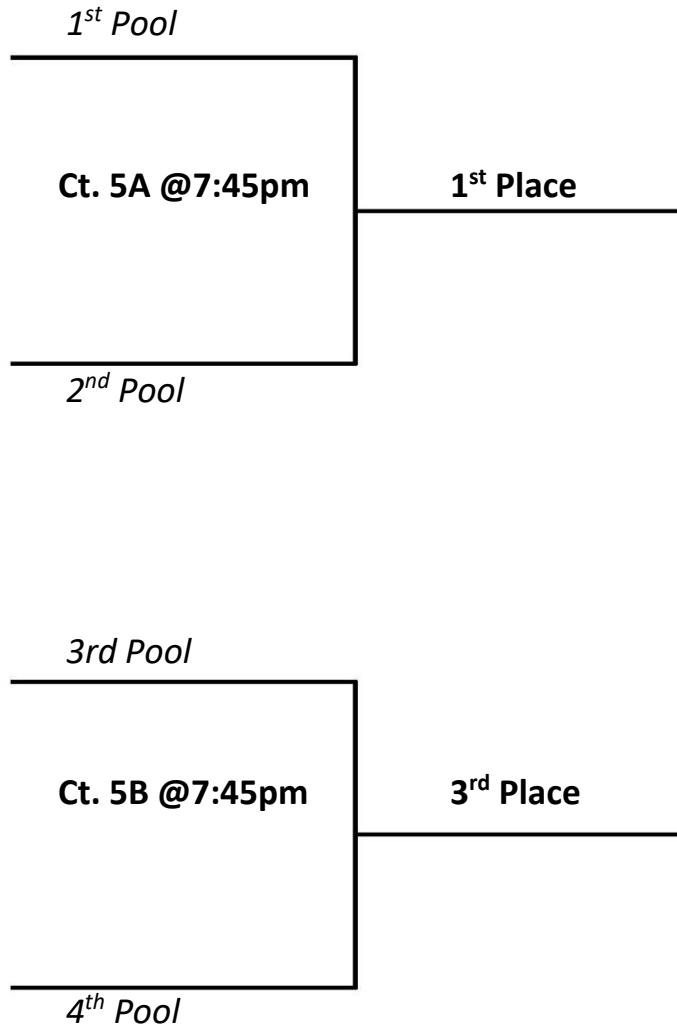 1st Pool
Ct. 5A @7:45pm
1st Place
2nd Pool
3rd Pool
Ct. 5B @7:45pm
3rd Place
4th Pool